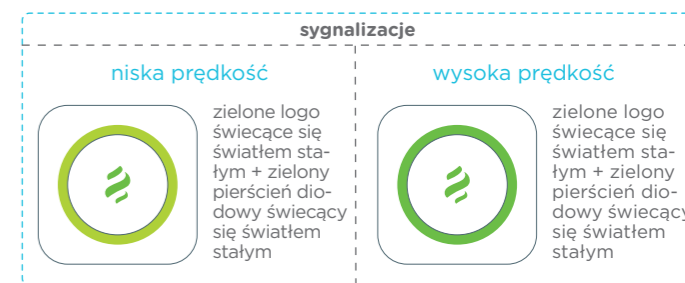 sygnalizacje
niska prędkość
zielone logo
świecące się
światłem sta-
łym + zielony
pierścień dio-
dowy świecący
się światłem
stałym
wysoka prędkość
zielone logo
świecące się
światłem sta-
łym + zielony
pierścień dio-
dowy świecący
się światłem
stałym